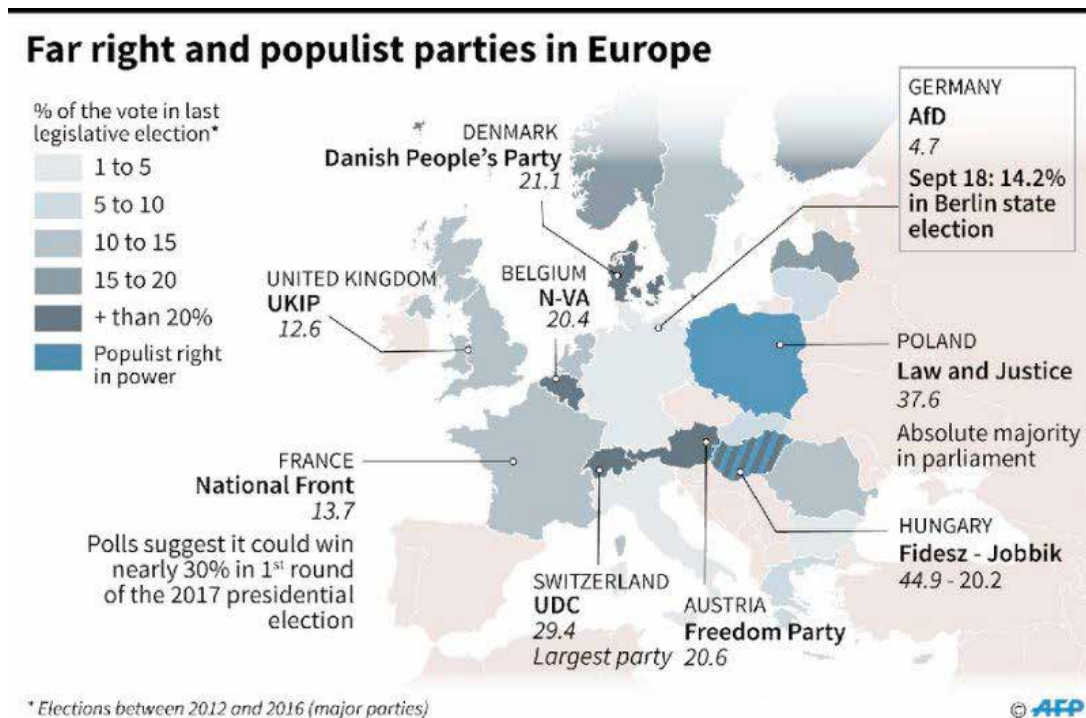 Far right and populist parties in Europe
% of the vote in last
legislative election*
1 to 5
5 to 10
10 to 15
15 to 20
+ than 20%
Populist right
in power
DENMARK
Danish People's Party
21.1
GERMANY
AfD
4.7
Sept 18: 14.2%
in Berlin state
election
UNITED KINGDOM
UKIP
12.6
BELGIUM
N-VA
20.4
POLAND
Law and Justice
37.6
Absolute majority
in parliament
FRANCE
National Front
13.7
Polls suggest it could win
nearly 30% in 1st round
of the 2017 presidential
election
SWITZERLAND
UDC
29.4
Largest party
AUSTRIA
Freedom Party
20.6
HUNGARY
Fidesz - Jobbik
44.9 - 20.2
* Elections between 2012 and 2016 (major parties)
© AFP